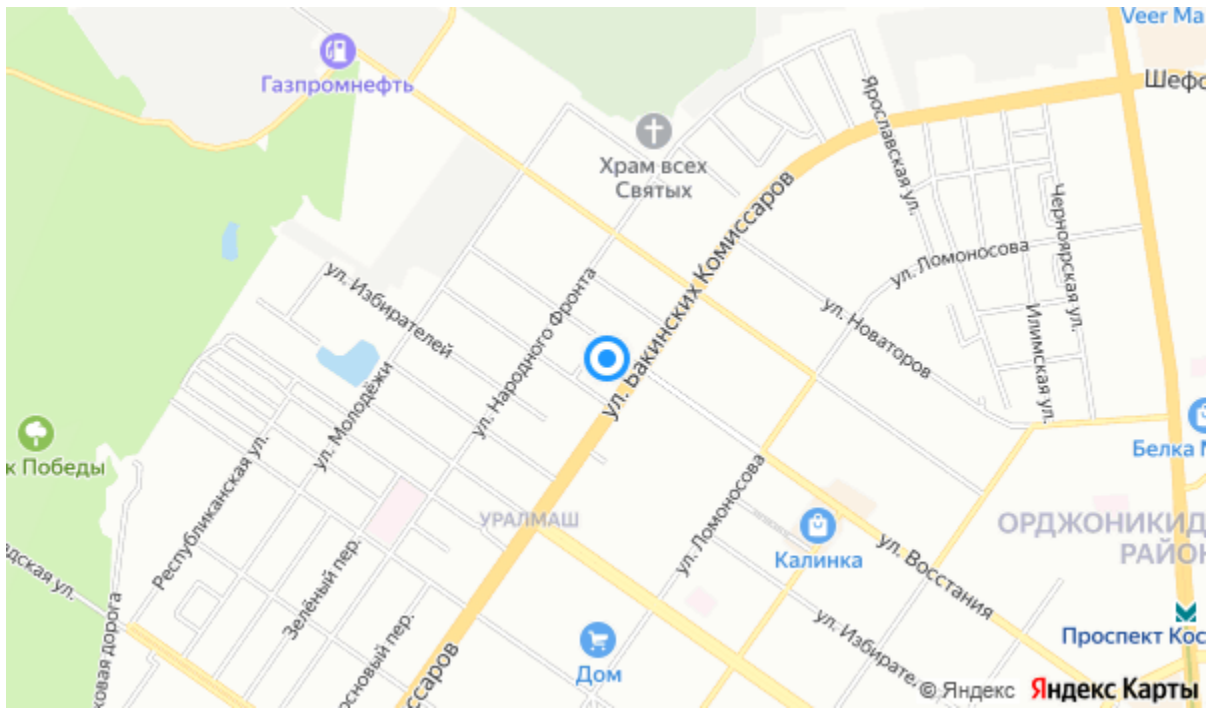 Veer Ma
Газпромнефть
Шефс
Ярославская ул.
Храм всех
Святых
ул. Бакинских Комиссаров
Черноярская ул.
ул. Ломоносова
ул. Избирателей
ул. Народного Фронта
ул. Новаторов
Илимская ул.
ул. Молодёжи
Белка М
к Победы
Республиканская ул.
УРАЛМАШ
ул. Ломоносова
ОРДЖОНИКИД
РАЙОН
Калинка
ул. Восстания
дская ул.
Зелёный пер.
ковая дорога
основый пер.
ссаров
Дом
ул. Избирате.
Проспект Кос
© Яндекс Яндекс Карты